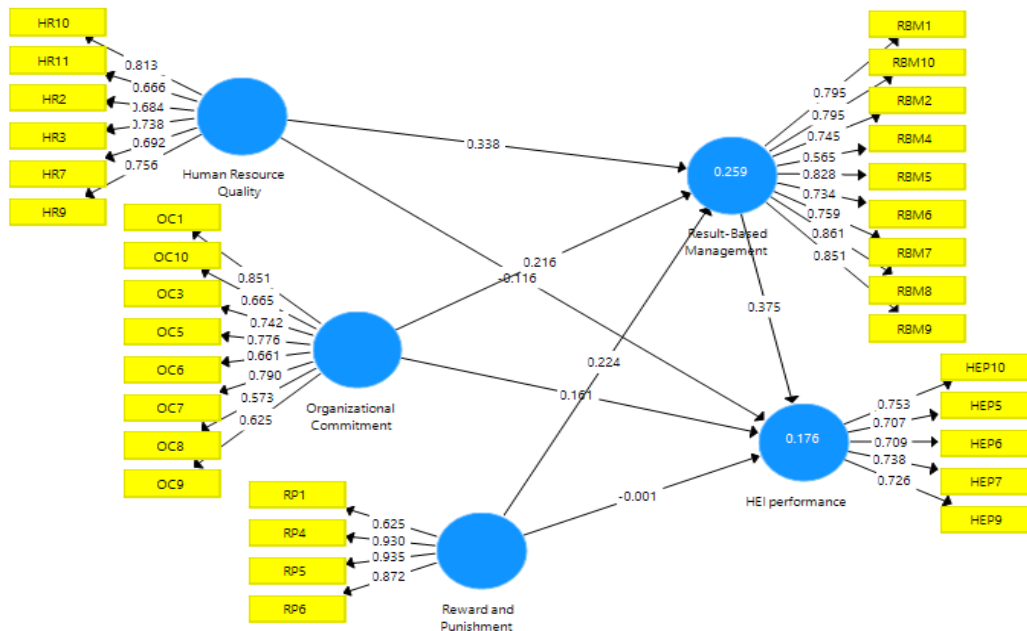 HR10
HR11
HR2
HR3
HR7
HR9
0.813
0.666
0.684
0.738
0.692
0.756
Human Resource
Quality
OC1
OC10
OC3
OC5
OC6
OC7
OC8
OC9
0.851
0.665
0.742
0.776
0.661
0.790
0.573
0.625
Organizational
Commitment
RP1
RP4
RP5
RP6
0.625
0.930
0.935
0.872
Reward and
Punishment
0.338
-0.116
0.216
0.161
0.224
-0.001
0.375
0.259
Result-Based
Management
0.795
0.795
0.745
0.565
0.828
0.734
0.759
0.861
0.851
RBM1
RBM10
RBM2
RBM4
RBM5
RBM6
RBM7
RBM8
RBM9
0.176
HEI performance
0.753
0.707
0.709
0.738
0.726
HEP10
HEP5
HEP6
HEP7
HEP9